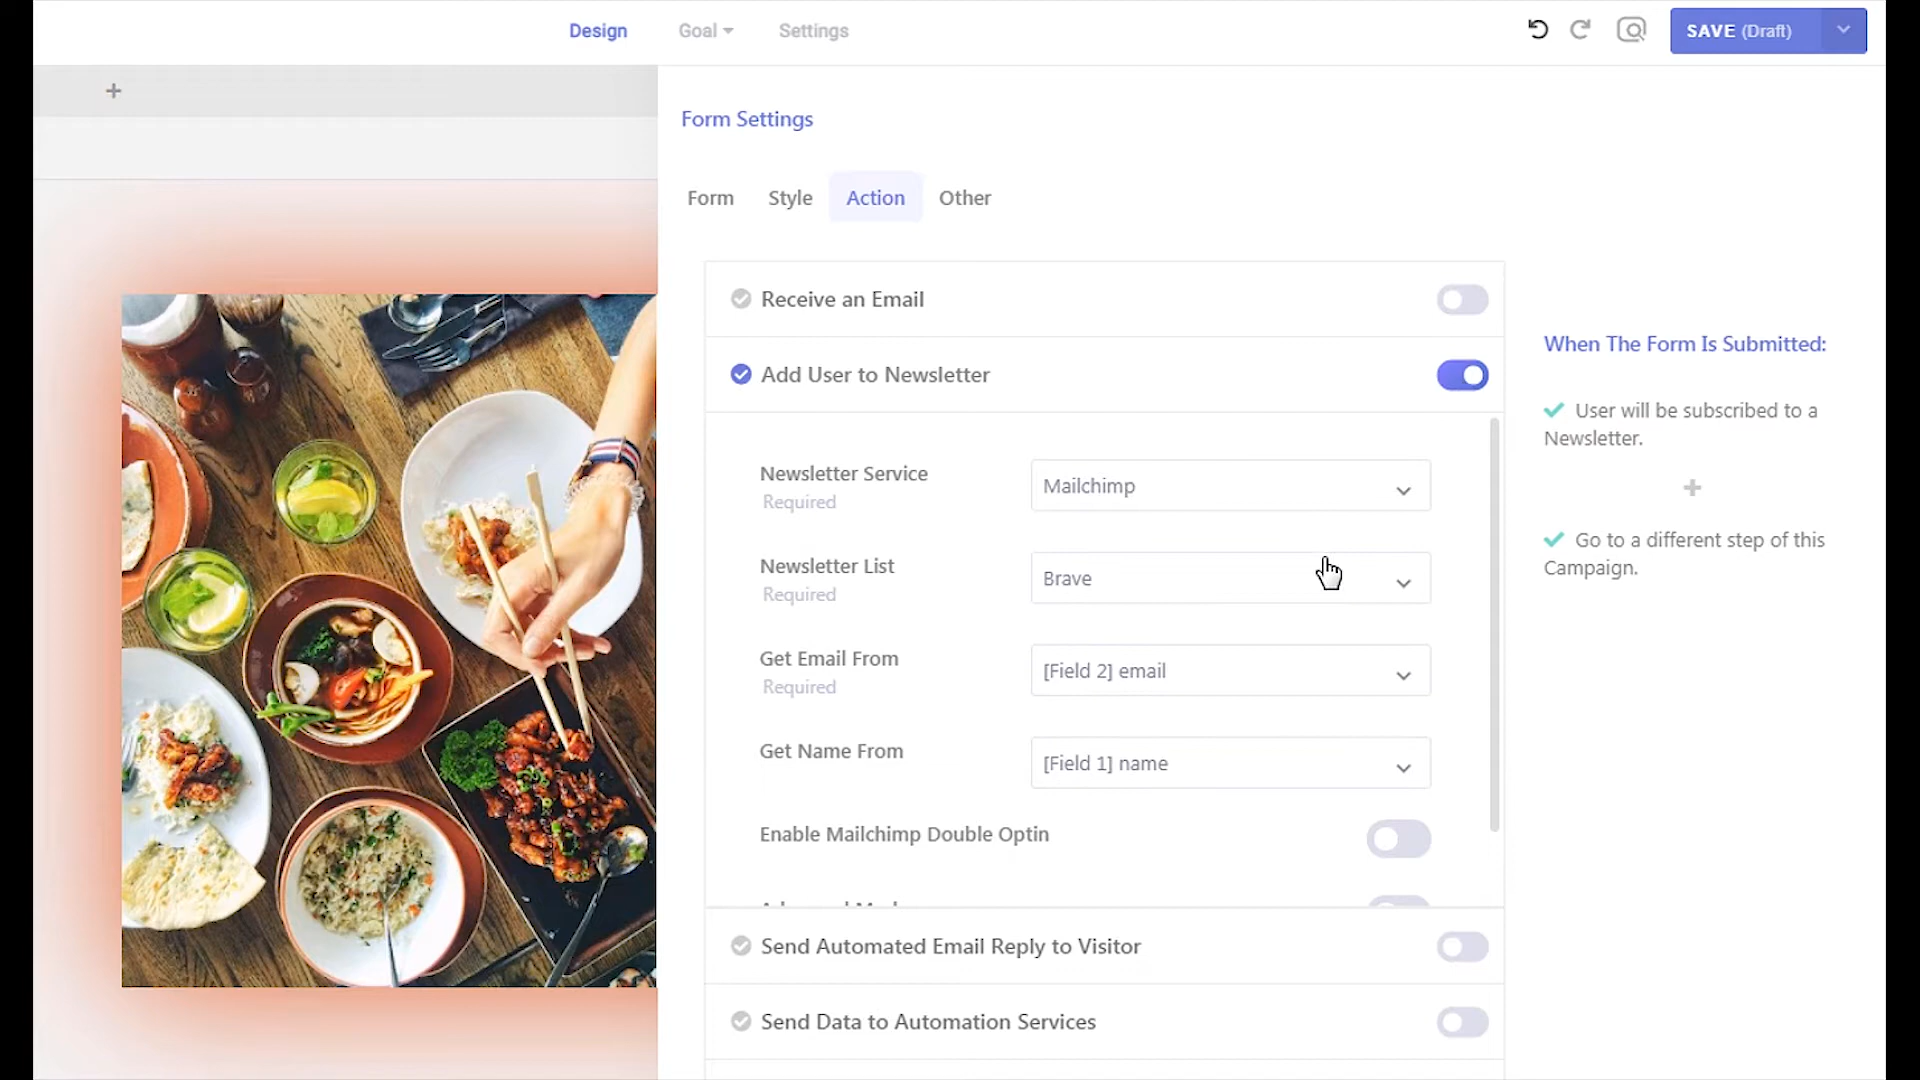 Design
Goal
Settings
SAVE (Draft)
Form Settings
Form
Style
Action
Other
Receive an Email
Add User to Newsletter
Newsletter Service
Required
Mailchimp
Newsletter List
Required
Brave
Get Email From
Required
[Field 2] email
Get Name From
[Field 1] name
Enable Mailchimp Double Optin
Send Automated Email Reply to Visitor
Send Data to Automation Services
When The Form Is Submitted:
User will be subscribed to a
Newsletter.
Go to a different step of this
Campaign.